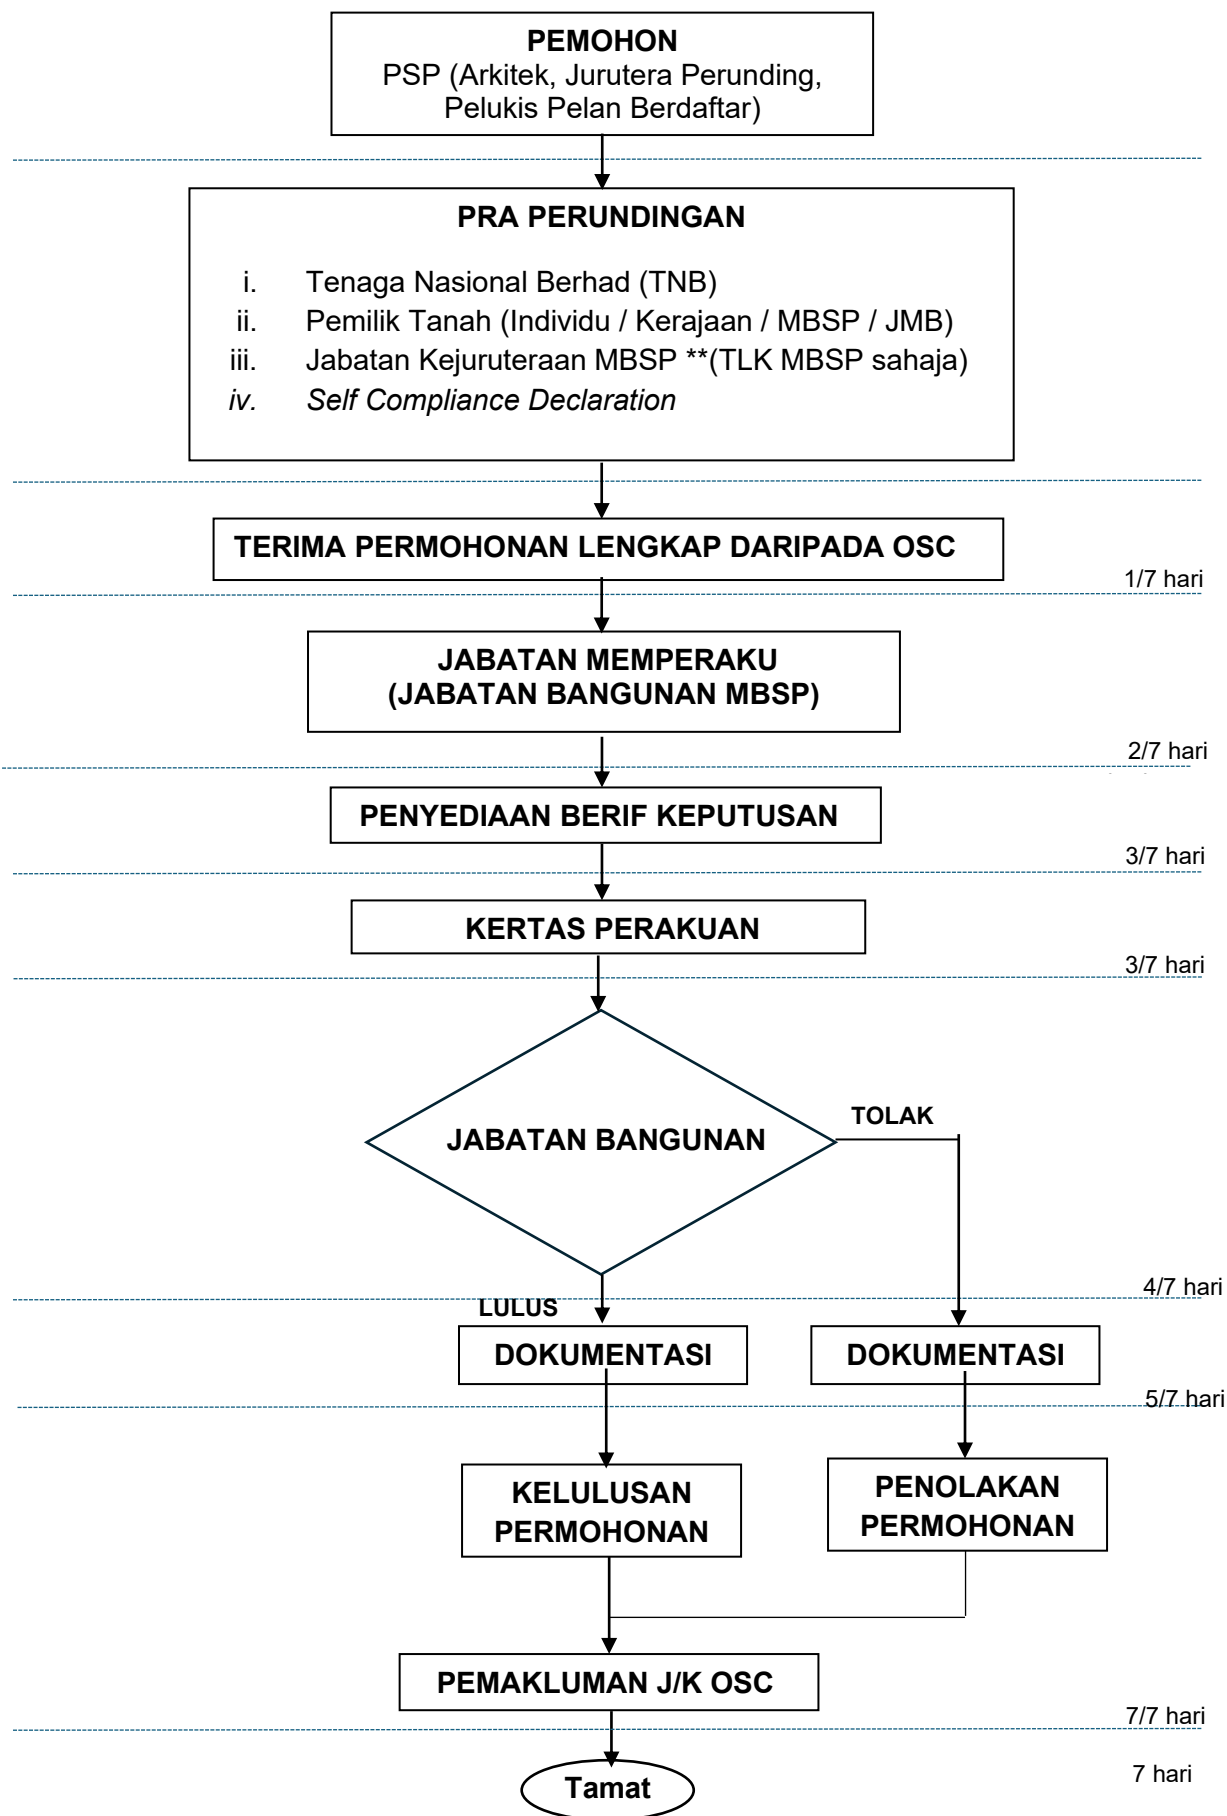 PEMOHON
PSP (Arkitek, Jurutera Perunding,
Pelukis Pelan Berdaftar)
PRA PERUNDINGAN
i. Tenaga Nasional Berhad (TNB)
ii. Pemilik Tanah (Individu / Kerajaan / MBSP / JMB)
iii. Jabatan Kejuruteraan MBSP **(TLK MBSP sahaja)
iv. Self Compliance Declaration
TERIMA PERMOHONAN LENGKAP DARIPADA OSC
1/7 hari
JABATAN MEMPERAKU
(JABATAN BANGUNAN MBSP)
2/7 hari
PENYEDIAAN BERIF KEPUTUSAN
3/7 hari
KERTAS PERAKUAN
3/7 hari
TOLAK
JABATAN BANGUNAN
4/7 hari
LULUS
DOKUMENTASI DOKUMENTASI
5/7 hari
KELULUSAN
PERMOHONAN
PENOLAKAN
PERMOHONAN
PEMAKLUMAN J/K OSC
7/7 hari
7 hari
Tamat